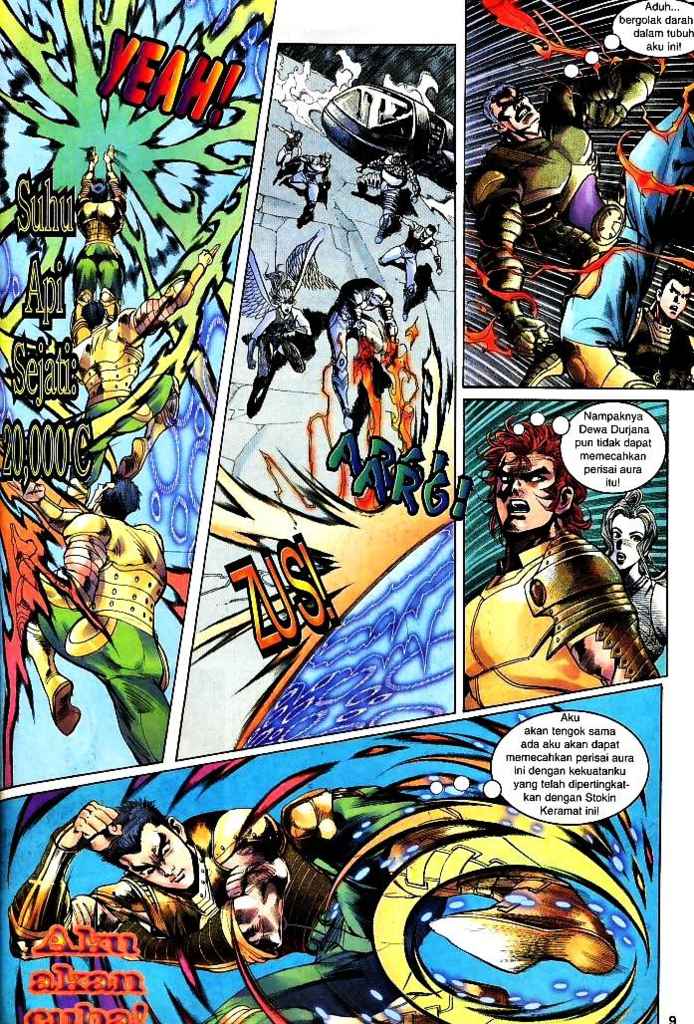 YEAH!
Suhu
Api
Sejati:
20,000 C
ARG!
ARRG!
ZUS!
Aduh...
bergolak darah
dalam tubuh
aku ini!
Nampaknya
Dewa Durjana
pun tidak dapat
memecahkan
perisai aura
itu!
Aku
akan tengok sama
ada aku akan dapat
memecahkan perisai aura
ini dengan kekuatanku
yang telah dipertingkat-
kan dengan Stokin
Keramat ini!
Aku
akan
cuba!
9